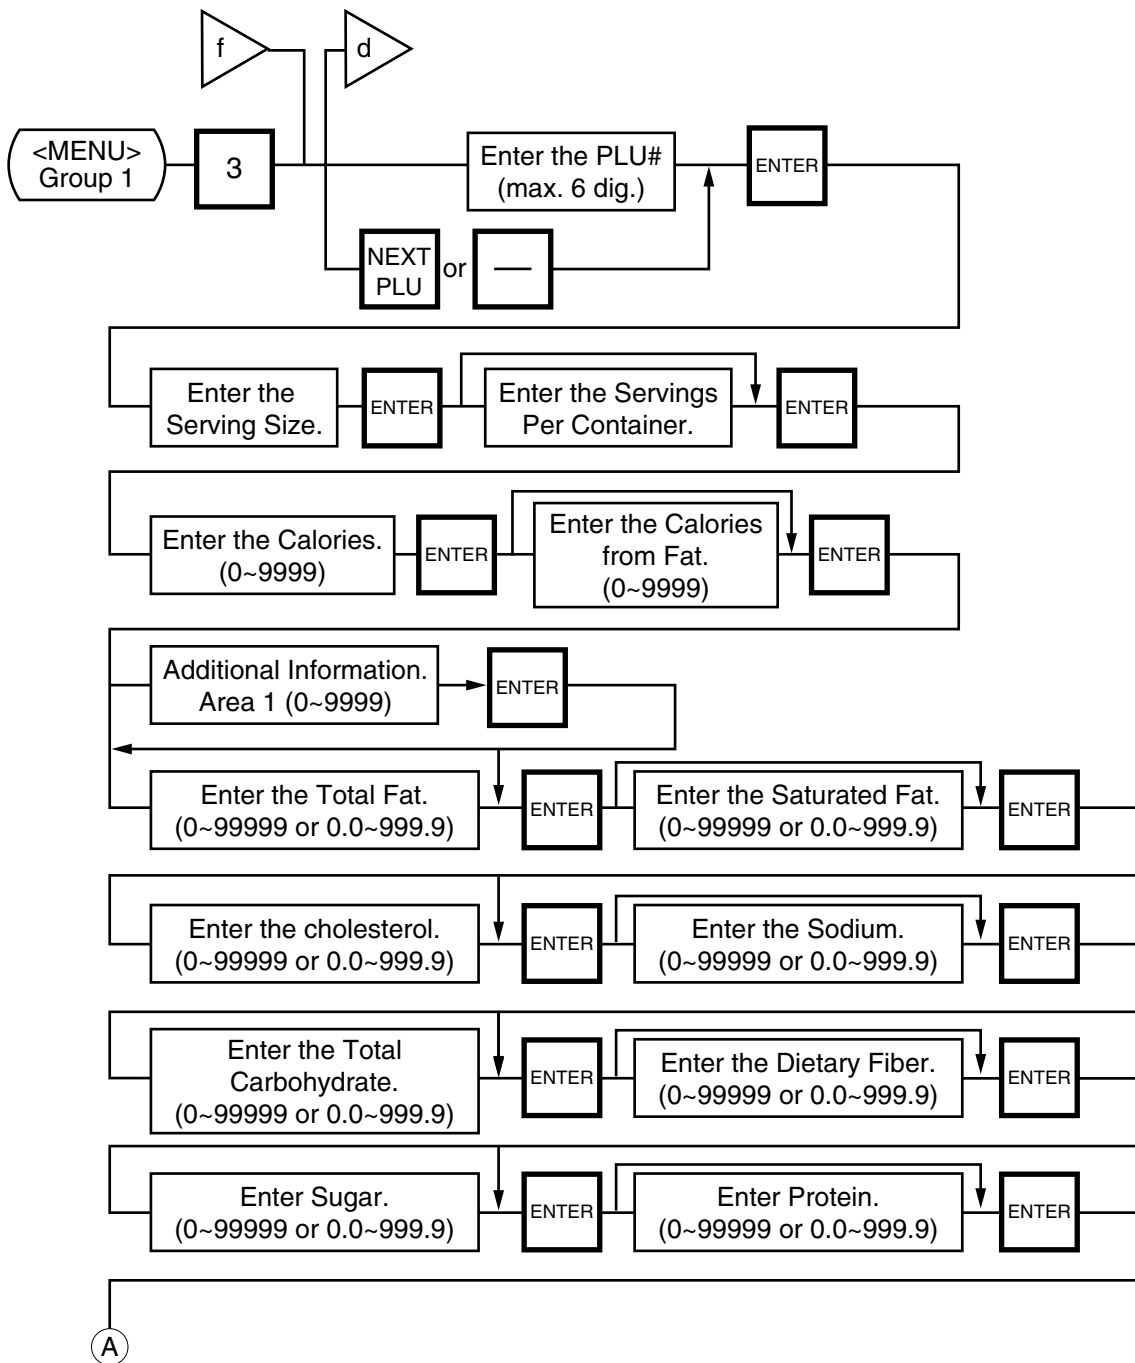 f
d
<MENU>
Group 1
3
Enter the PLU#
(max. 6 dig.)
ENTER
NEXT
PLU
or
—
Enter the
Serving Size.
ENTER
Enter the Servings
Per Container.
ENTER
Enter the Calories.
(0~9999)
ENTER
Enter the Calories
from Fat.
(0~9999)
ENTER
Additional Information.
Area 1 (0~9999)
ENTER
Enter the Total Fat.
(0~99999 or 0.0~999.9)
ENTER
Enter the Saturated Fat.
(0~99999 or 0.0~999.9)
ENTER
Enter the cholesterol.
(0~99999 or 0.0~999.9)
ENTER
Enter the Sodium.
(0~99999 or 0.0~999.9)
ENTER
Enter the Total
Carbohydrate.
(0~99999 or 0.0~999.9)
ENTER
Enter the Dietary Fiber.
(0~99999 or 0.0~999.9)
ENTER
Enter Sugar.
(0~99999 or 0.0~999.9)
ENTER
Enter Protein.
(0~99999 or 0.0~999.9)
ENTER
A